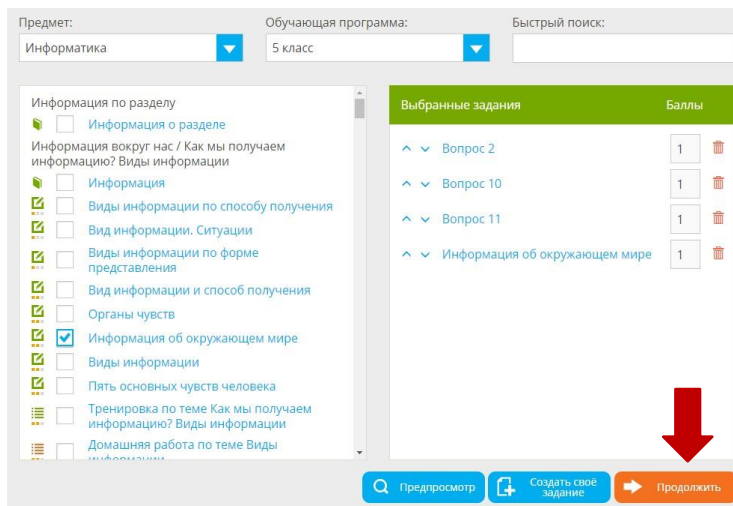 Предмет:
Обучающая программа:
Быстрый поиск:
Информатика
5 класс
Информация по разделу
Информация о разделе
Информация вокруг нас / Как мы получаем
информацию? Виды информации
Информация
Виды информации по способу получения
Вид информации. Ситуации
Виды информации по форме
представления
Вид информации и способ получения
Органы чувств
Информация об окружающем мире
Виды информации
Пять основных чувств человека
Тренировка по теме Как мы получаем
информацию? Виды информации
Домашняя работа по теме Виды
информации
Выбранные задания
Баллы
Вопрос 2
1
Вопрос 10
1
Вопрос 11
1
Информация об окружающем мире
1
Предпросмотр
Создать своё
задание
Продолжить